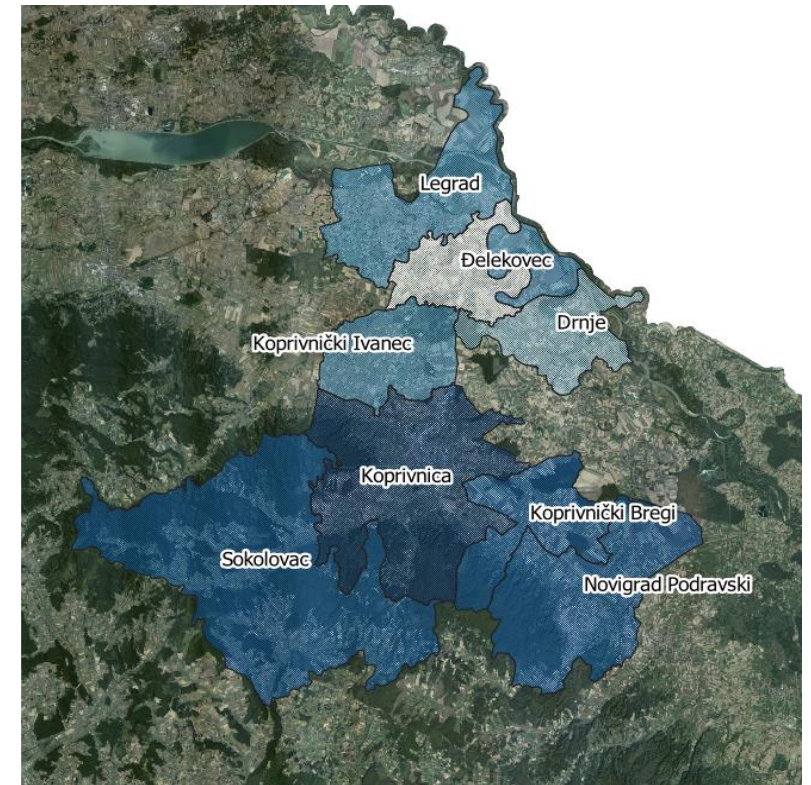 Legrad
Đelekovec
Drnje
Koprivnički Ivanec
Koprivnica
Koprivnički Bregi
Sokolovac
Novigrad Podravski